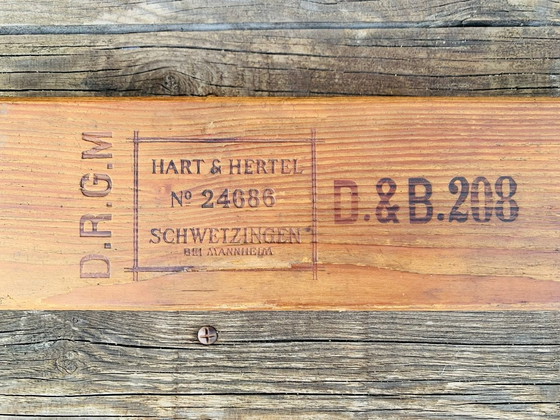 D.R.G.M
HART & HERTEL
Nº 24686
SCHWETZINGEN
BEI MANNHEIM
D.&B.208